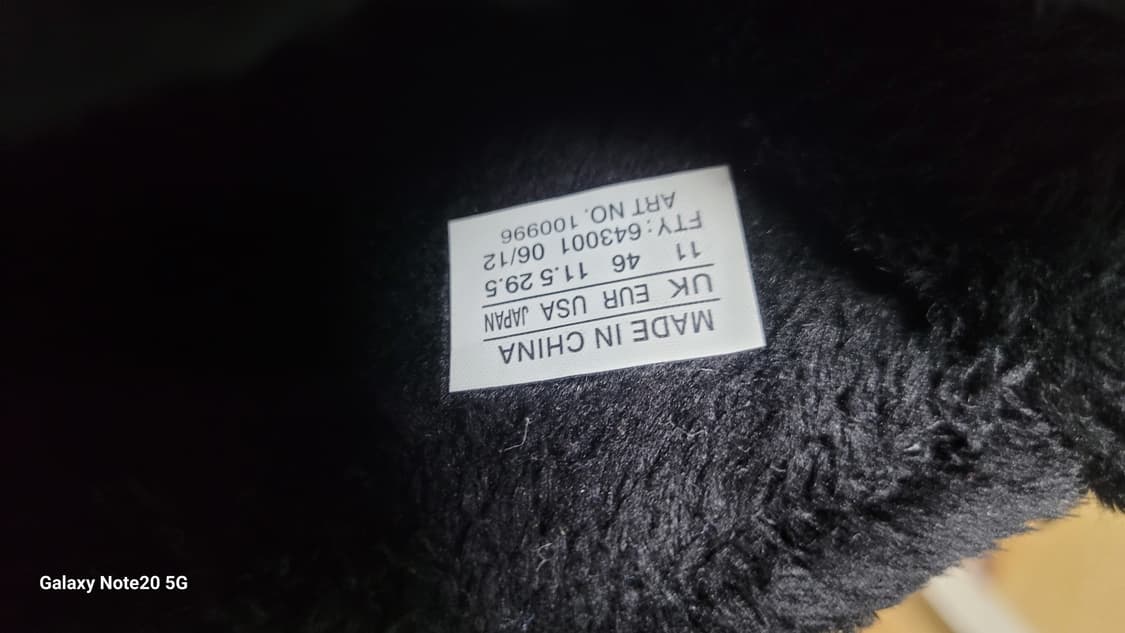 MADE IN CHINA
UK EUR USA JAPAN
11 46 11.5 29.5
FTY: 643001 06/12
ART NO. 100996
Galaxy Note20 5G